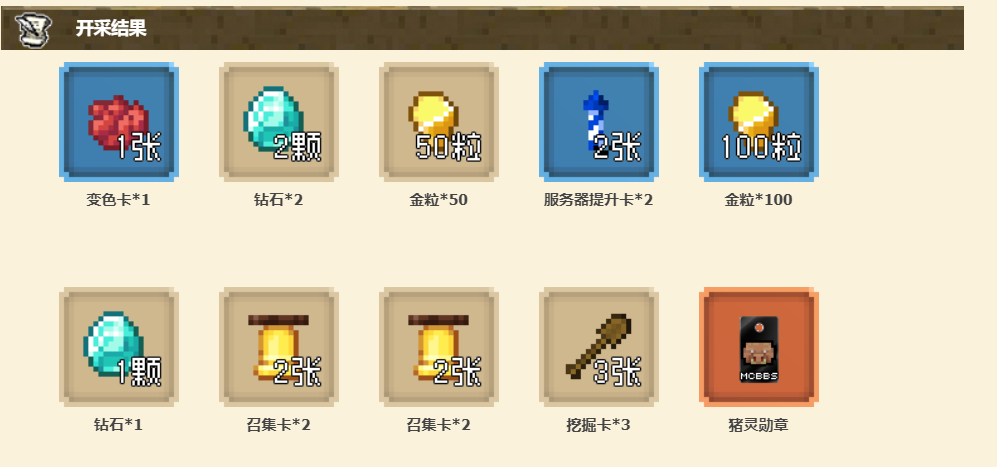 开采结果
1张
2颗
50粒
2张
100粒
变色卡*1
钻石*2
金粒*50
服务器提升卡*2
金粒*100
1颗
2张
2张
3张
MCBBS
钻石*1
召集卡*2
召集卡*2
挖掘卡*3
猪灵勋章